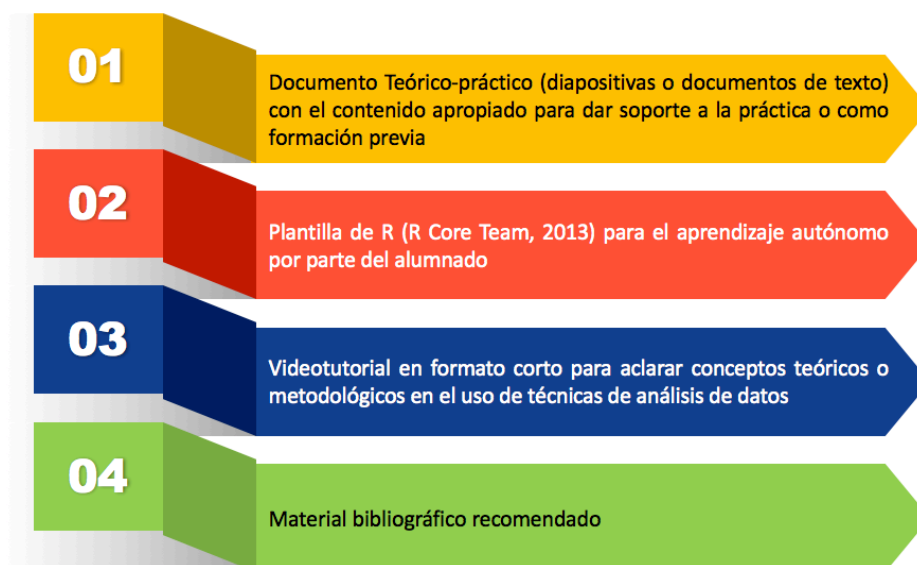 01
Documento Teórico-práctico (diapositivas o documentos de texto)
con el contenido apropiado para dar soporte a la práctica o como
formación previa
02
Plantilla de R (R Core Team, 2013) para el aprendizaje autónomo
por parte del alumnado
03
Videotutorial en formato corto para aclarar conceptos teóricos o
metodológicos en el uso de técnicas de análisis de datos
04
Material bibliográfico recomendado